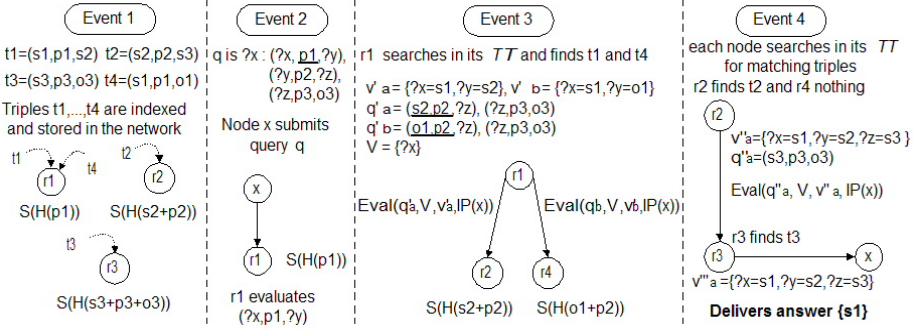 Event 1
t1=(s1,p1,s2) t2=(s2,p2,s3)
t3=(s3,p3,o3) t4=(s1,p1,o1)
Triples t1,...,t4 are indexed
and stored in the network
t1
t4
t2
r1
r2
S(H(p1))
S(H(s2+p2))
t3
r3
S(H(s3+p3+o3))
Event 2
q is ?x : (?x, p1,?y),
(?y,p2,?z),
(?z,p3,o3)
Node x submits
query q
x
r1
S(H(p1))
r1 evaluates
(?x,p1,?y)
Event 3
r1 searches in its TT and finds t1 and t4
v' a= {?x=s1,?y=s2}, v' b= {?x=s1,?y=o1}
q' a= (s2,p2,?z), (?z,p3,o3)
q' b= (o1,p2,?z), (?z,p3,o3)
V = {?x}
r1
Eval(q'a,V,v'a,IP(x))
Eval(q'b,V,v'b,IP(x))
r2
r4
S(H(s2+p2))
S(H(o1+p2))
Event 4
each node searches in its TT
for matching triples
r2 finds t2 and r4 nothing
r2
v''a={?x=s1,?y=s2,?z=s3 }
q''a=(s3,p3,o3)
Eval(q''a, V, v''a, IP(x))
r3 finds t3
r3
x
v'''a ={?x=s1,?y=s2,?z=s3}
Delivers answer {s1}